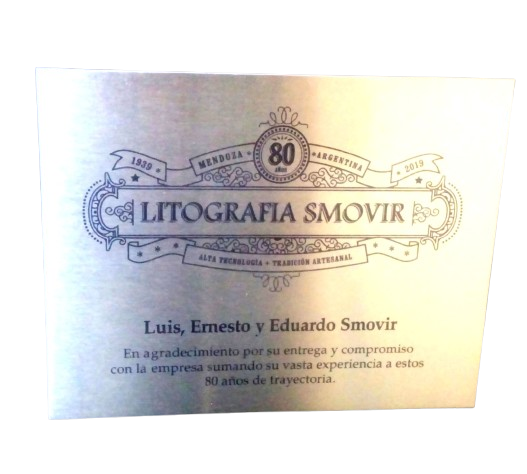 80
AÑOS
1939 MENDOZA ARGENTINA 2019
LITOGRAFIA SMOVIR
ALTA TECNOLOGÍA • TRADICIÓN ARTESANAL
Luis, Ernesto y Eduardo Smovir
En agradecimiento por su entrega y compromiso
con la empresa sumando su vasta experiencia a estos
80 años de trayectoria.